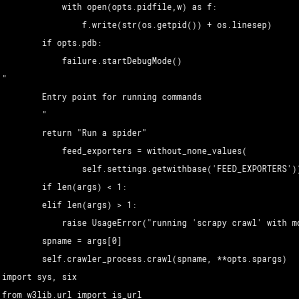 with open(opts.pidfile,w) as f:
f.write(str(os.getpid()) + os.linesep)
if opts.pdb:
failure.startDebugMode()
"
Entry point for running commands
"
return "Run a spider"
feed_exporters = without_none_values(
self.settings.getwithbase('FEED_EXPORTERS'))
if len(args) < 1:
elif len(args) > 1:
raise UsageError("running 'scrapy crawl' with mo
spname = args[0]
self.crawler_process.crawl(spname, **opts.spargs)
import sys, six
from w3lib.url import is_url